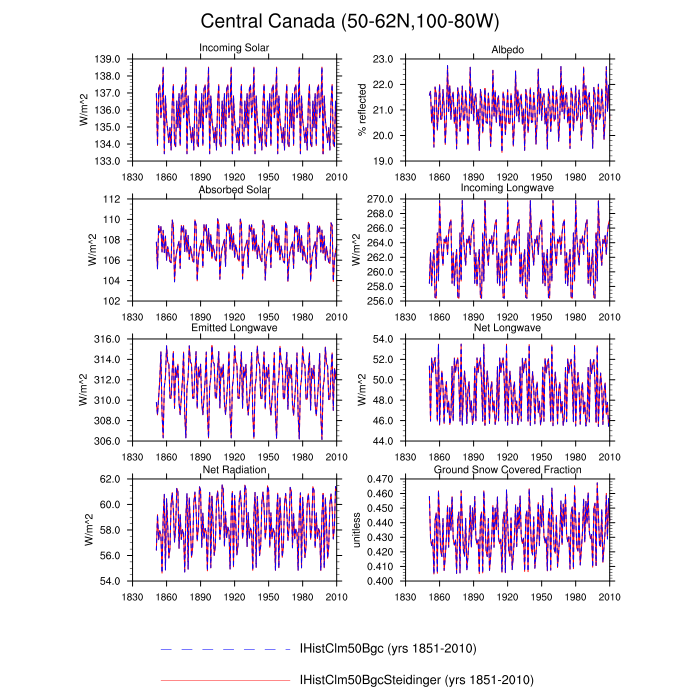 Central Canada (50-62N,100-80W)
Incoming Solar
W/m^2
139.0
138.0
137.0
136.0
135.0
134.0
133.0
1830 1860 1890 1920 1950 1980 2010
Albedo
% reflected
23.0
22.0
21.0
20.0
19.0
1830 1860 1890 1920 1950 1980 2010
Absorbed Solar
W/m^2
112
110
108
106
104
102
1830 1860 1890 1920 1950 1980 2010
Incoming Longwave
W/m^2
270.0
268.0
266.0
264.0
262.0
260.0
258.0
256.0
1830 1860 1890 1920 1950 1980 2010
Emitted Longwave
W/m^2
316.0
314.0
312.0
310.0
308.0
306.0
1830 1860 1890 1920 1950 1980 2010
Net Longwave
W/m^2
54.0
52.0
50.0
48.0
46.0
44.0
1830 1860 1890 1920 1950 1980 2010
Net Radiation
W/m^2
62.0
60.0
58.0
56.0
54.0
1830 1860 1890 1920 1950 1980 2010
Ground Snow Covered Fraction
unitless
0.470
0.460
0.450
0.440
0.430
0.420
0.410
0.400
1830 1860 1890 1920 1950 1980 2010
IHistClm50Bgc (yrs 1851-2010)
IHistClm50BgcSteidinger (yrs 1851-2010)